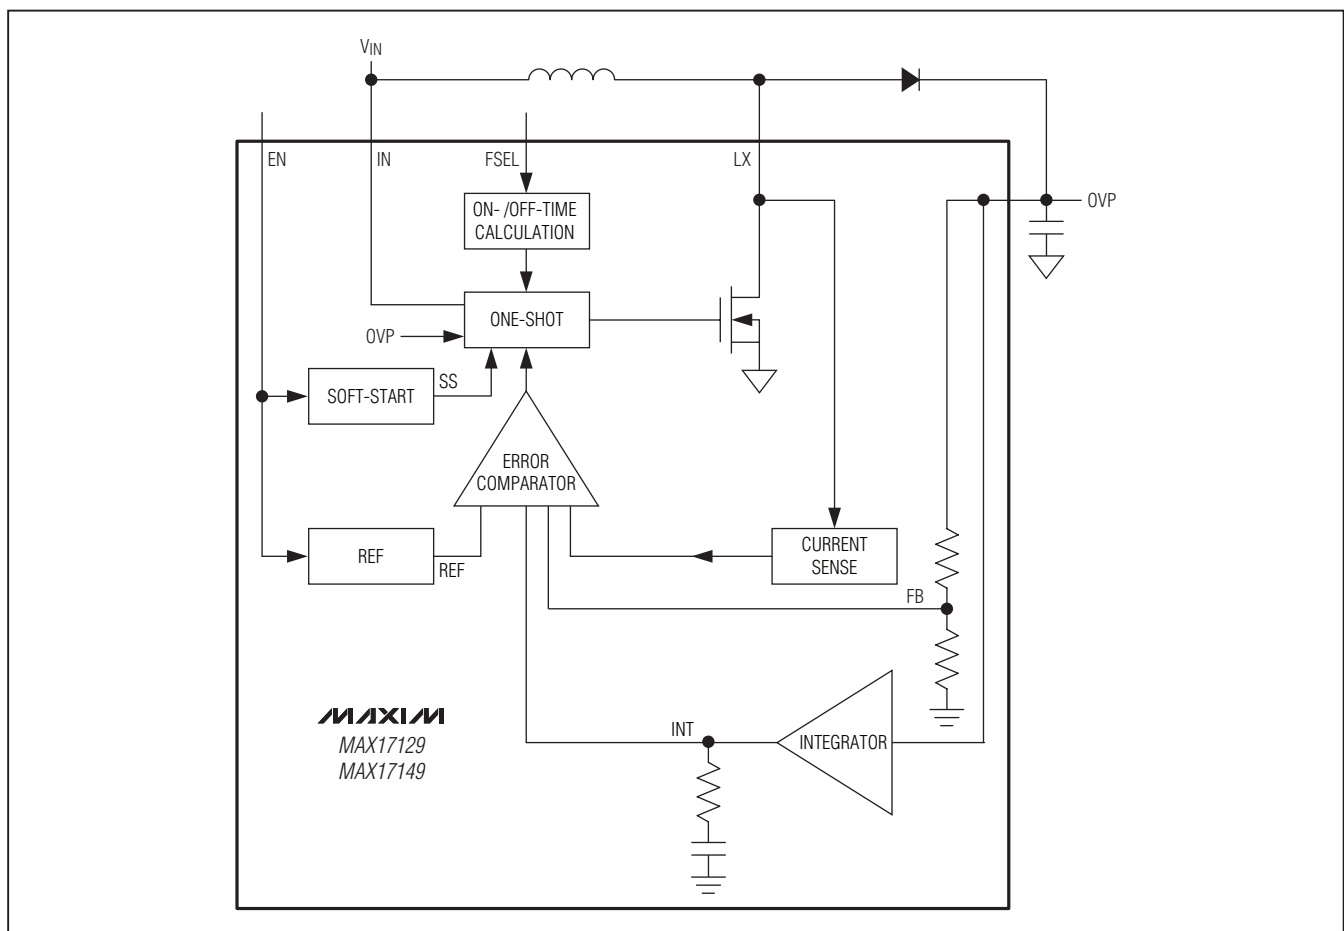 VIN
EN
IN
FSEL
LX
ON- /OFF-TIME
CALCULATION
OVP
ONE-SHOT
OVP
SOFT-START
SS
ERROR
COMPARATOR
REF
REF
CURRENT
SENSE
FB
MAXIM
MAX17129
MAX17149
INT
INTEGRATOR